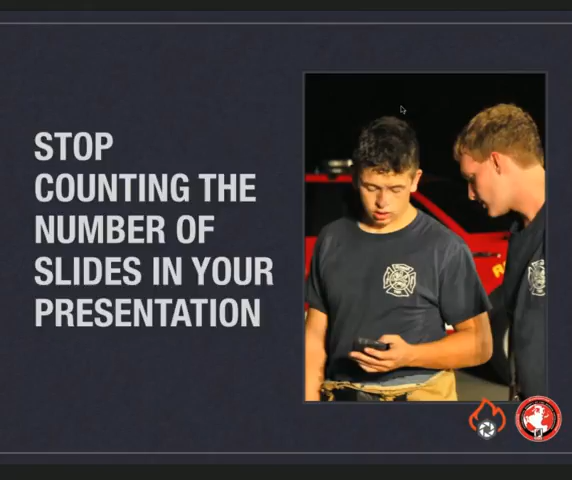 STOP
COUNTING THE
NUMBER OF
SLIDES IN YOUR
PRESENTATION